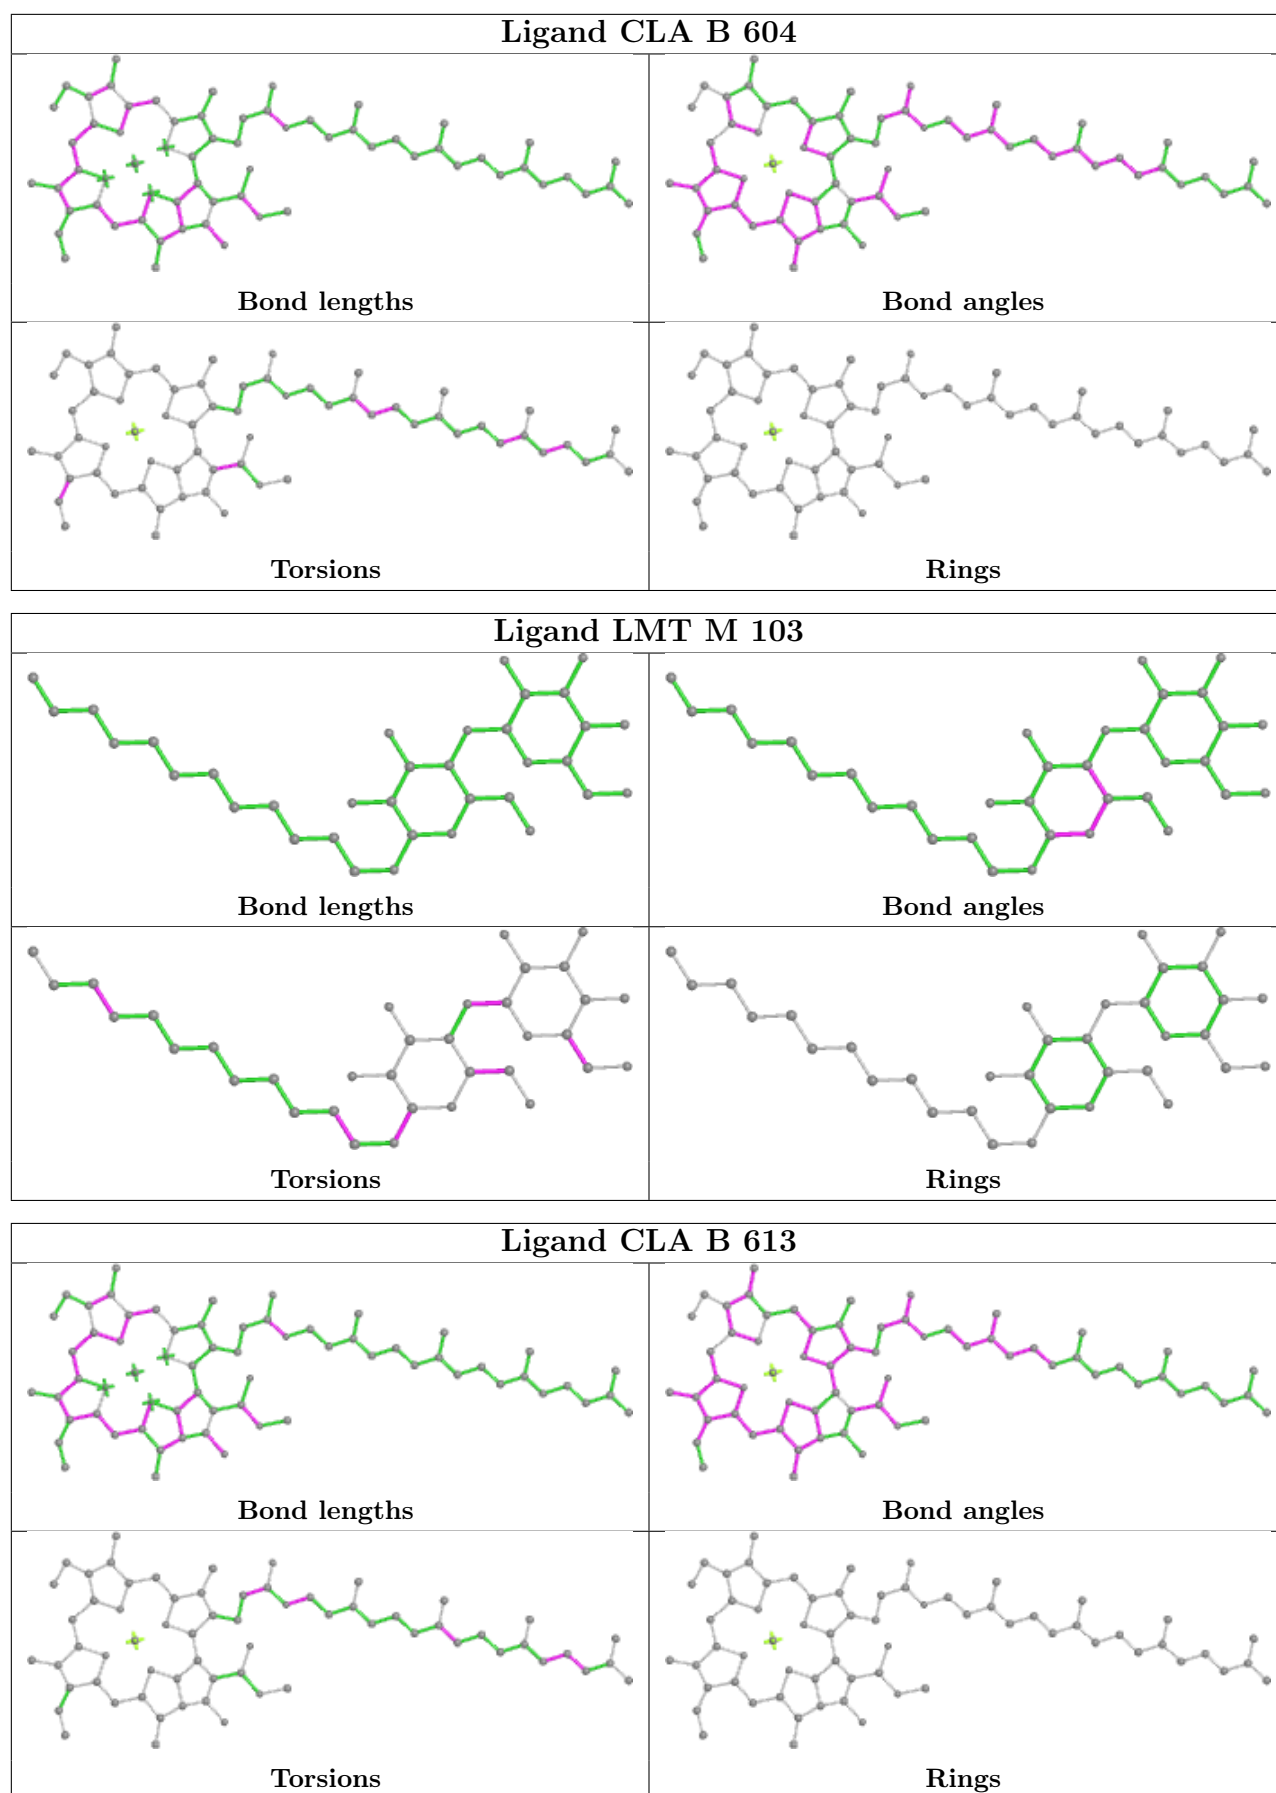 Ligand CLA B 604
Bond lengths
Bond angles
Torsions
Rings
Ligand LMT M 103
Bond lengths
Bond angles
Torsions
Rings
Ligand CLA B 613
Bond lengths
Bond angles
Torsions
Rings